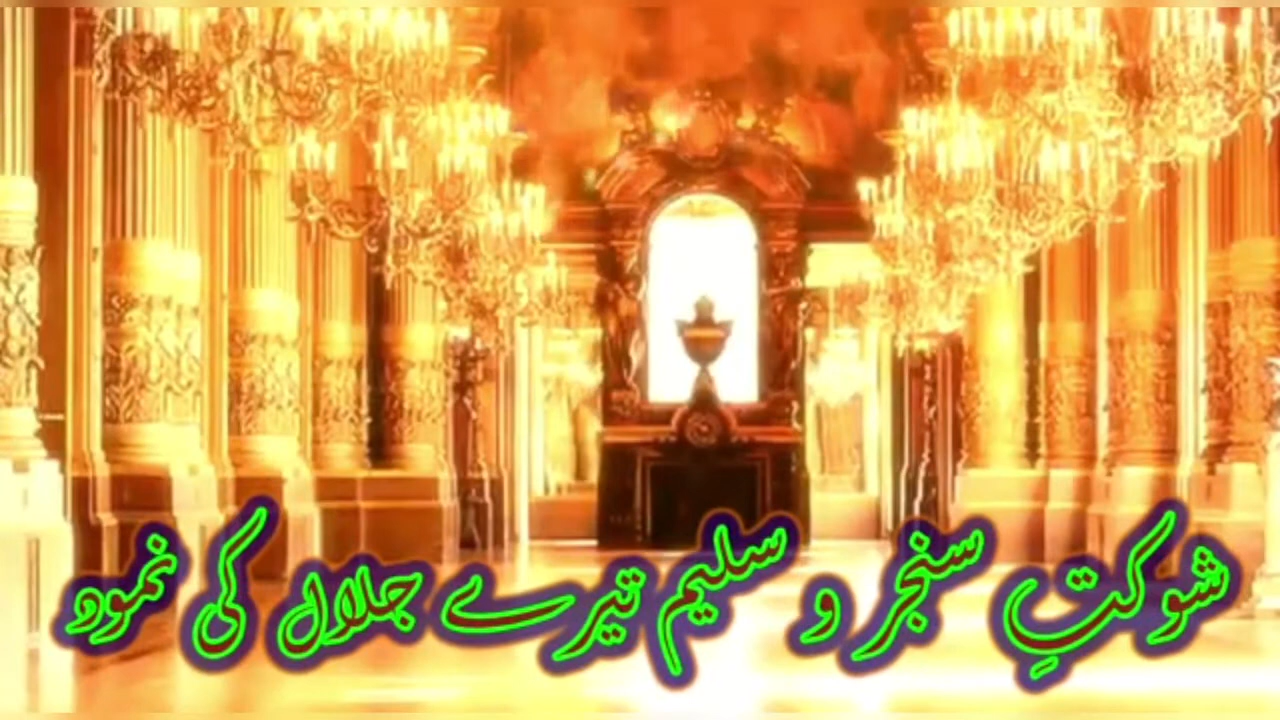 شوکتِ سنجر و سلیم تیرے جلال کی نمود